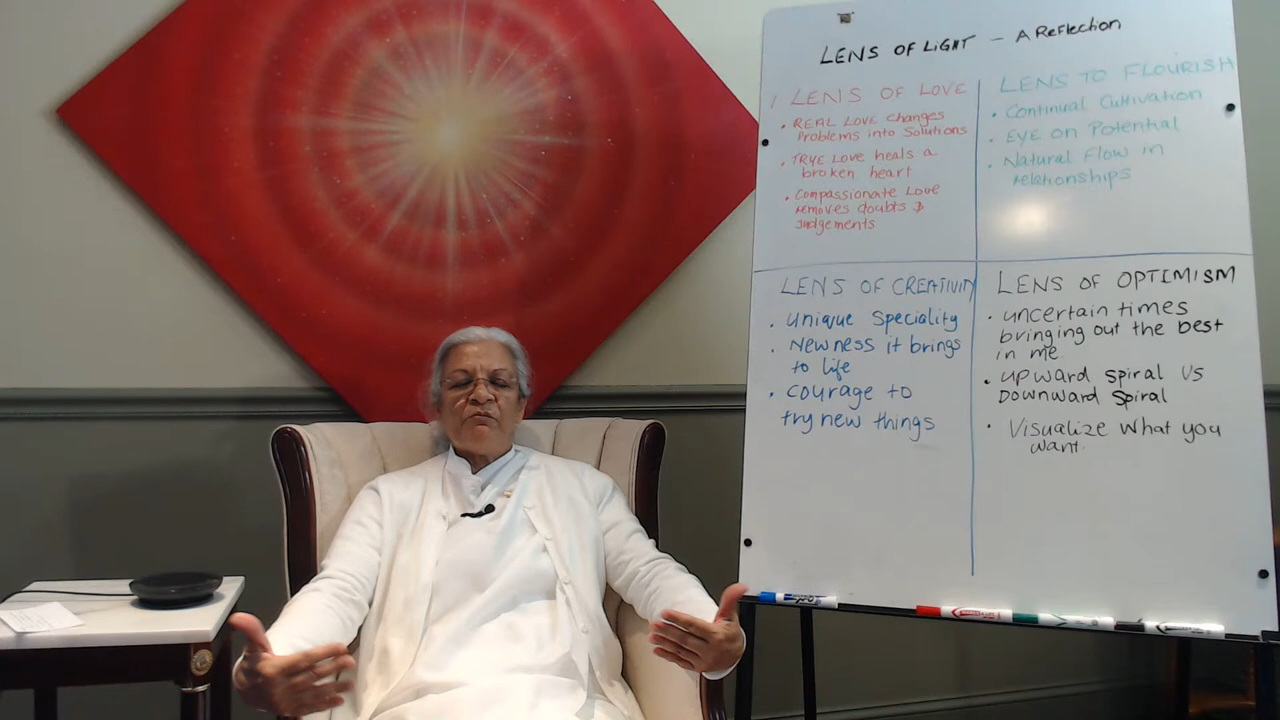 LENS OF LIGHT - A Reflection
LENS OF LOVE
• REAL LOVE changes
Problems into Solutions
• TRYE LOVE heals a
broken heart
• Compassionate Love
removes doubts &
Judgements
LENS TO FLOURISH
• Continual Cultivation
• Eye on Potential
• Natural Flow in
relationships
LENS OF CREATIVITY
• Unique Speciality
• Newness it brings
to life
• Courage to
try new things
LENS OF OPTIMISM
• uncertain times
bringing out the best
in me.
• upward spiral vs
Downward spiral
• Visualize what you
want.